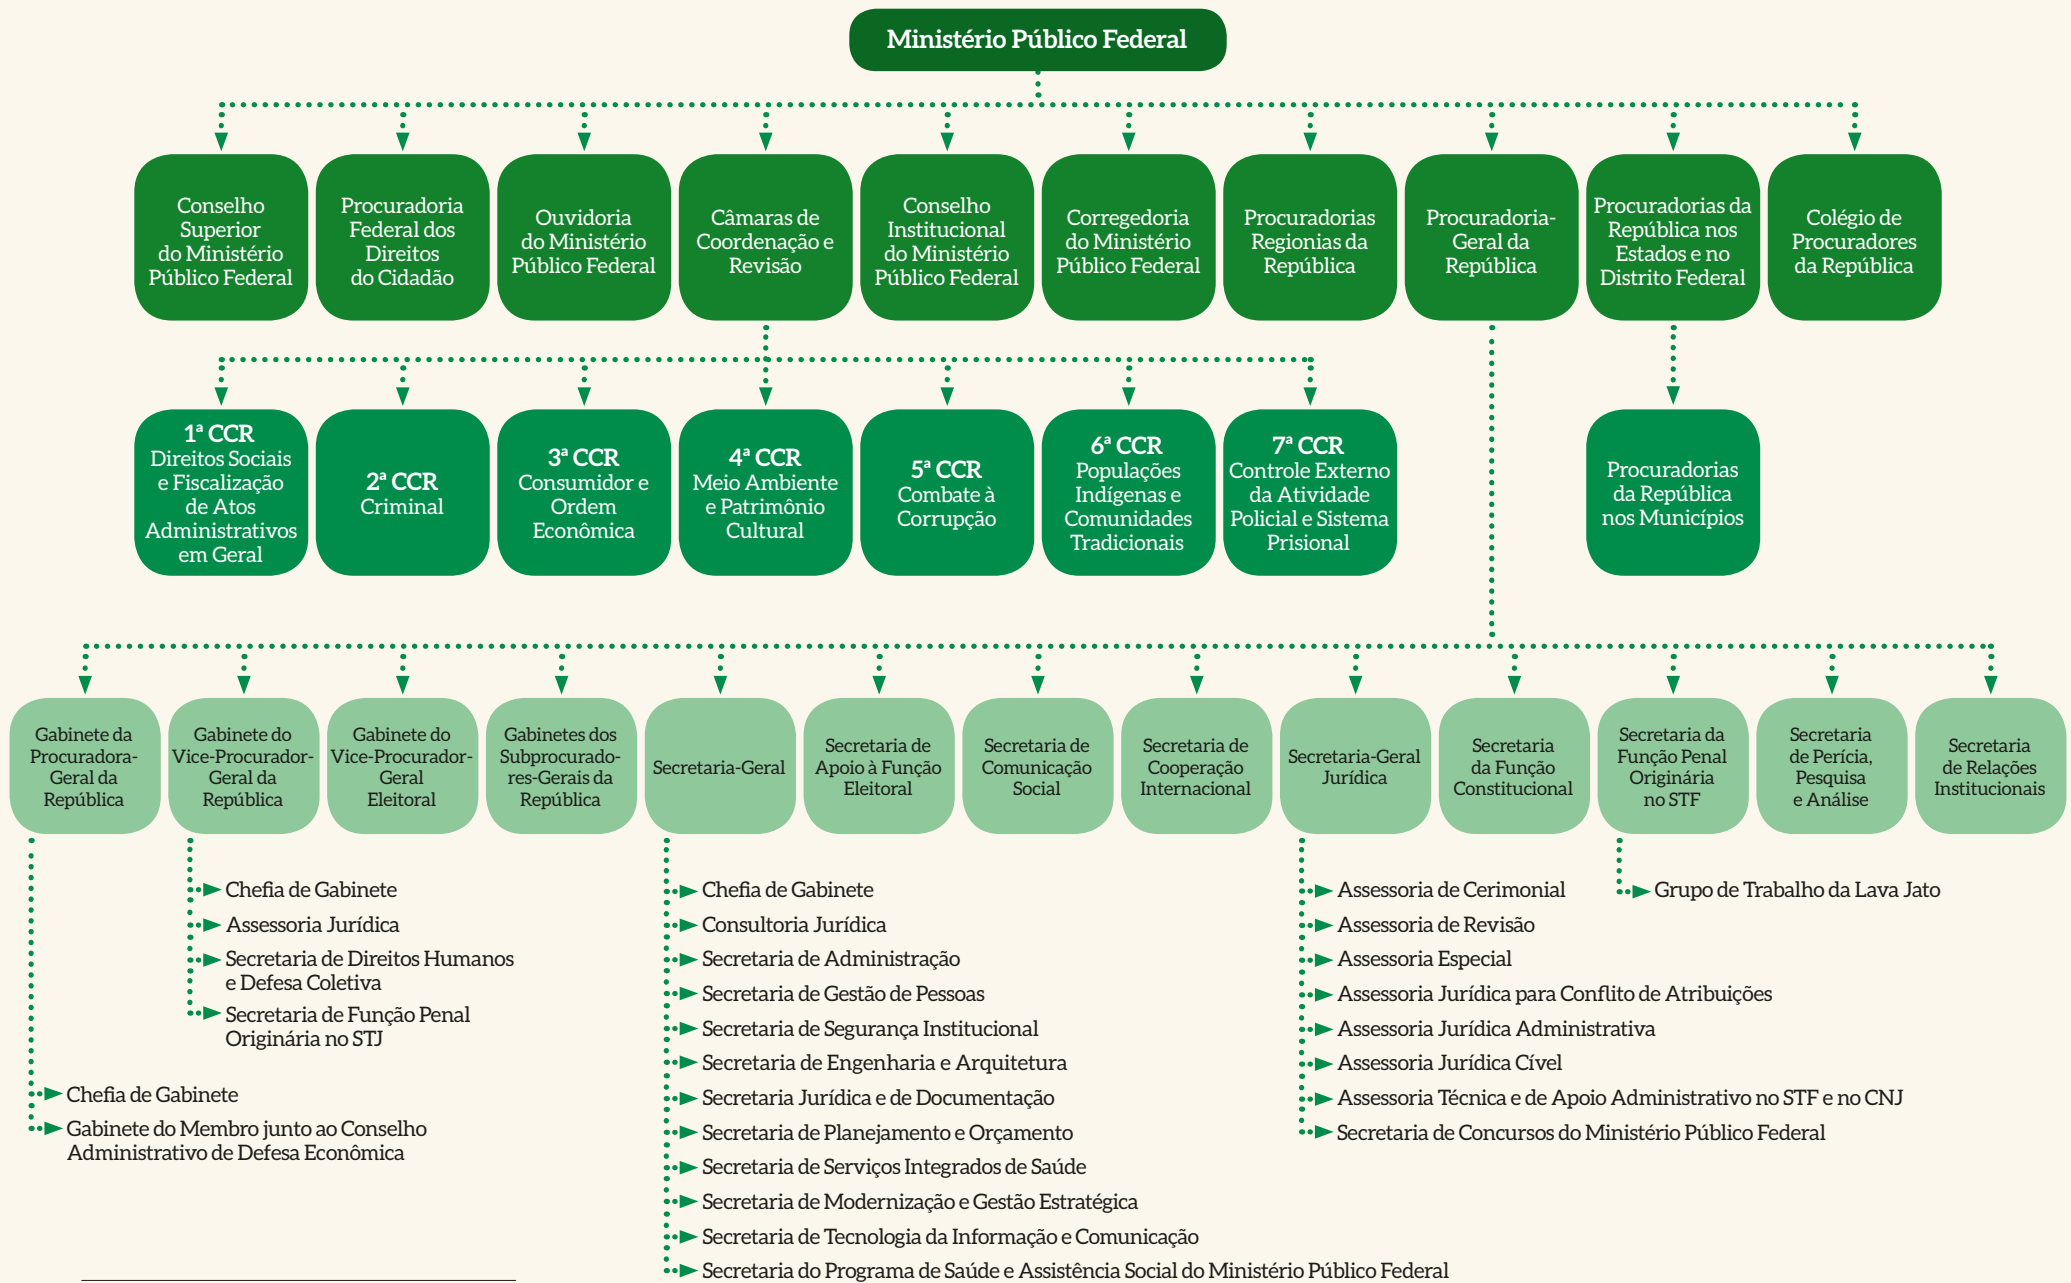 Ministério Público Federal
Conselho
Superior
do Ministério
Público Federal
Procuradoria
Federal dos
Direitos
do Cidadão
Ouvidoria
do Ministério
Público Federal
Câmaras de
Coordenação e
Revisão
Conselho
Institucional
do Ministério
Público Federal
Corregedoria
do Ministério
Público Federal
Procuradorias
Regionias da
República
Procuradoria-
Geral da
República
Procuradorias da
República nos
Estados e no
Distrito Federal
Colégio de
Procuradores
da República
1ª CCR
Direitos Sociais
e Fiscalização
de Atos
Administrativos
em Geral
2ª CCR
Criminal
3ª CCR
Consumidor e
Ordem
Econômica
4ª CCR
Meio Ambiente
e Patrimônio
Cultural
5ª CCR
Combate à
Corrupção
6ª CCR
Populações
Indígenas e
Comunidades
Tradicionais
7ª CCR
Controle Externo
da Atividade
Policial e Sistema
Prisional
Procuradorias
da República
nos Municípios
Gabinete da
Procuradora-
Geral da
República
Gabinete do
Vice-Procurador-
Geral da
República
Gabinete do
Vice-Procurador-
Geral
Eleitoral
Gabinetes dos
Subprocurado-
res-Gerais da
República
Secretaria-Geral
Secretaria de
Apoio à Função
Eleitoral
Secretaria de
Comunicação
Social
Secretaria de
Cooperação
Internacional
Secretaria-Geral
Jurídica
Secretaria
da Função
Constitucional
Secretaria da
Função Penal
Originária
no STF
Secretaria
de Perícia,
Pesquisa
e Análise
Secretaria
de Relações
Institucionais
Chefia de Gabinete
Gabinete do Membro junto ao Conselho
Administrativo de Defesa Econômica
Chefia de Gabinete
Assessoria Jurídica
Secretaria de Direitos Humanos
e Defesa Coletiva
Secretaria de Função Penal
Originária no STJ
Chefia de Gabinete
Consultoria Jurídica
Secretaria de Administração
Secretaria de Gestão de Pessoas
Secretaria de Segurança Institucional
Secretaria de Engenharia e Arquitetura
Secretaria Jurídica e de Documentação
Secretaria de Planejamento e Orçamento
Secretaria de Serviços Integrados de Saúde
Secretaria de Modernização e Gestão Estratégica
Secretaria de Tecnologia da Informação e Comunicação
Secretaria do Programa de Saúde e Assistência Social do Ministério Público Federal
Assessoria de Cerimonial
Assessoria de Revisão
Assessoria Especial
Assessoria Jurídica para Conflito de Atribuições
Assessoria Jurídica Administrativa
Assessoria Jurídica Cível
Assessoria Técnica e de Apoio Administrativo no STF e no CNJ
Secretaria de Concursos do Ministério Público Federal
Grupo de Trabalho da Lava Jato